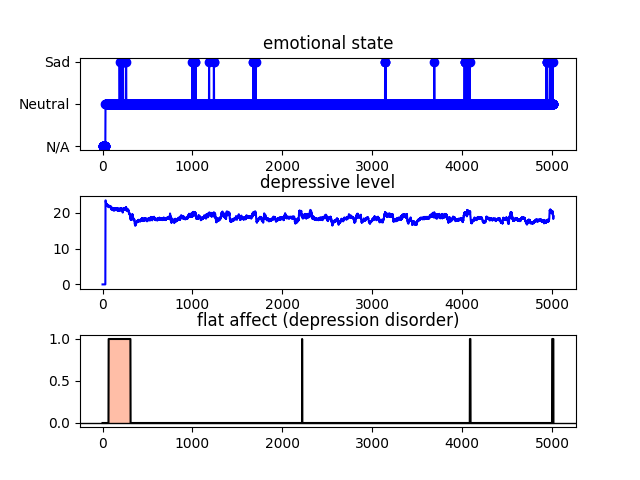 emotional state
Sad
Neutral
N/A
0 1000 2000 3000 4000 5000
depressive level
20
10
0
0 1000 2000 3000 4000 5000
flat affect (depression disorder)
1.0
0.5
0.0
0 1000 2000 3000 4000 5000